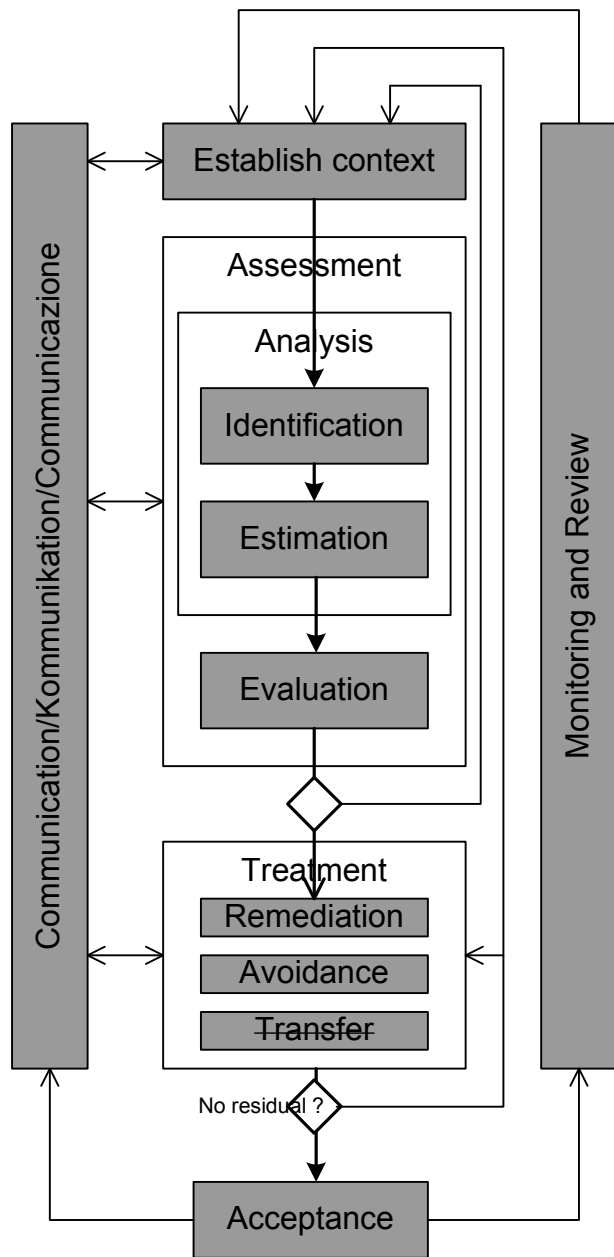 Communication/Kommunikation/Communicazione
Establish context
Assessment
Analysis
Identification
Estimation
Evaluation
Treatment
Remediation
Avoidance
Transfer
No residual ?
Acceptance
Monitoring and Review